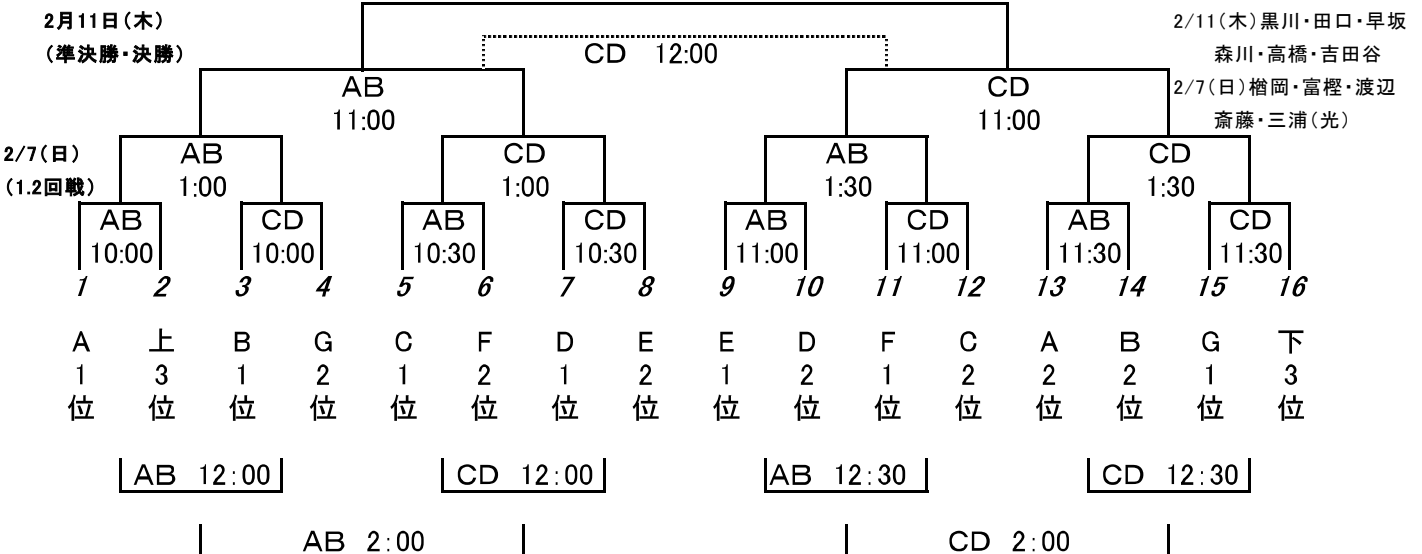 2月11日(木)
(準決勝・決勝)
2/11(木)黒川・田口・早坂
森川・高橋・吉田谷
2/7(日)楢岡・富樫・渡辺
斎藤・三浦(光)
CD 12:00
AB CD
11:00 11:00
2/7(日)
(1.2回戦)
AB CD AB CD
1:00 1:00 1:30 1:30
AB CD AB CD AB CD AB CD
10:00 10:00 10:30 10:30 11:00 11:00 11:30 11:30
1 2 3 4 5 6 7 8 9 10 11 12 13 14 15 16
A 上 B G C F D E E D F C A B G 下
1 3 1 2 1 2 1 2 1 2 1 2 2 2 1 3
位 位 位 位 位 位 位 位 位 位 位 位 位 位 位 位
AB 12:00 CD 12:00 AB 12:30 CD 12:30
AB 2:00 CD 2:00